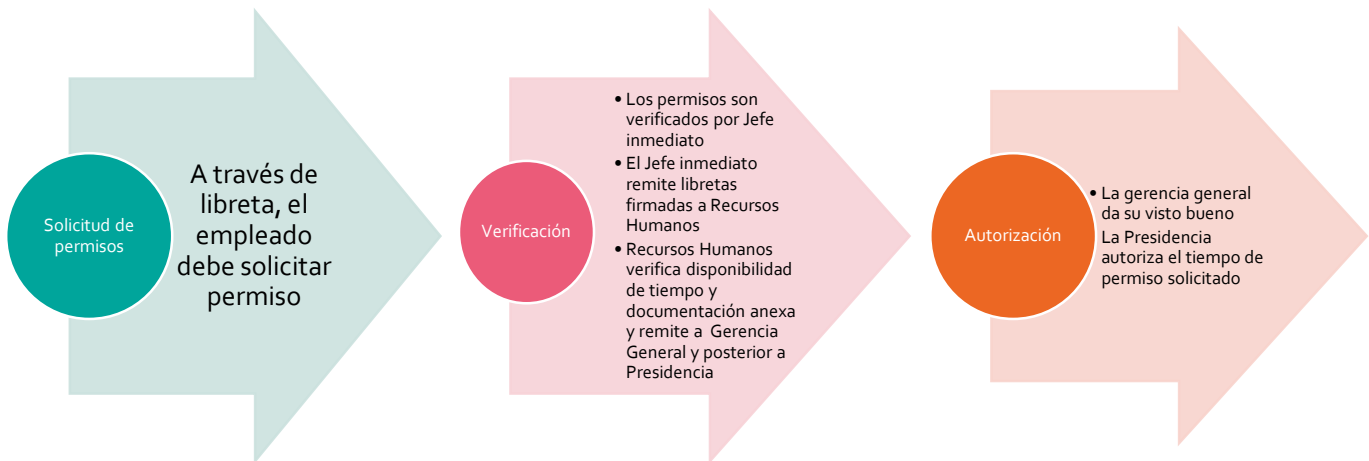 Solicitud de
permisos
A través de
libreta, el
empleado
debe solicitar
permiso
Verificación
• Los permisos son
verificados por Jefe
inmediato
• El Jefe inmediato
remite libretas
firmadas a Recursos
Humanos
• Recursos Humanos
verifica disponibilidad
de tiempo y
documentación anexa
y remite a Gerencia
General y posterior a
Presidencia
Autorización
• La gerencia general
da su visto bueno
La Presidencia
autoriza el tiempo de
permiso solicitado